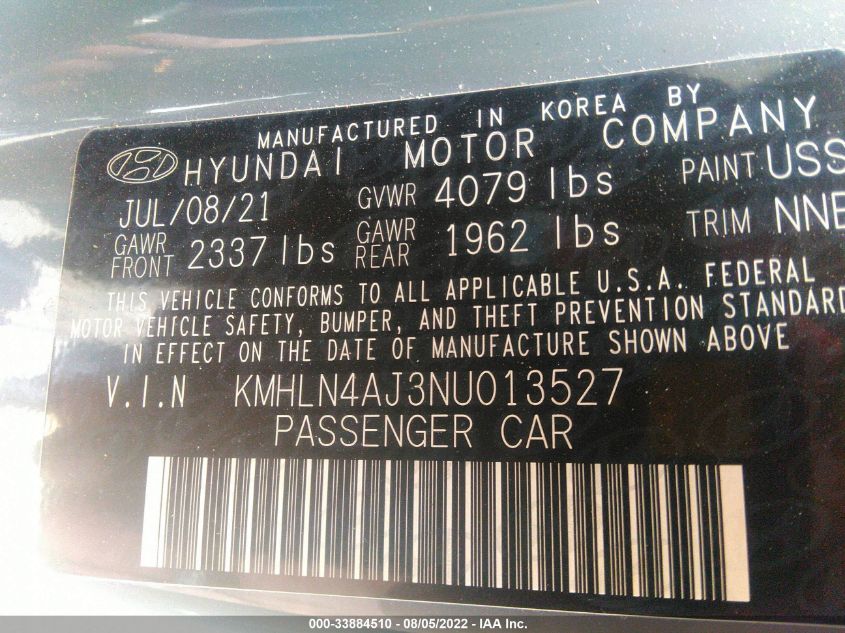 MANUFACTURED IN KOREA BY
HYUNDAI MOTOR COMPANY
JUL/08/21 GVWR 4079 lbs PAINT USS
GAWR FRONT 2337 lbs GAWR REAR 1962 lbs TRIM NNB
THIS VEHICLE CONFORMS TO ALL APPLICABLE U.S.A. FEDERAL
MOTOR VEHICLE SAFETY, BUMPER, AND THEFT PREVENTION STANDARD
IN EFFECT ON THE DATE OF MANUFACTURE SHOWN ABOVE
V.I.N KMHLN4AJ3NU013527
PASSENGER CAR
000-33884510 - 08/05/2022 - IAA Inc.